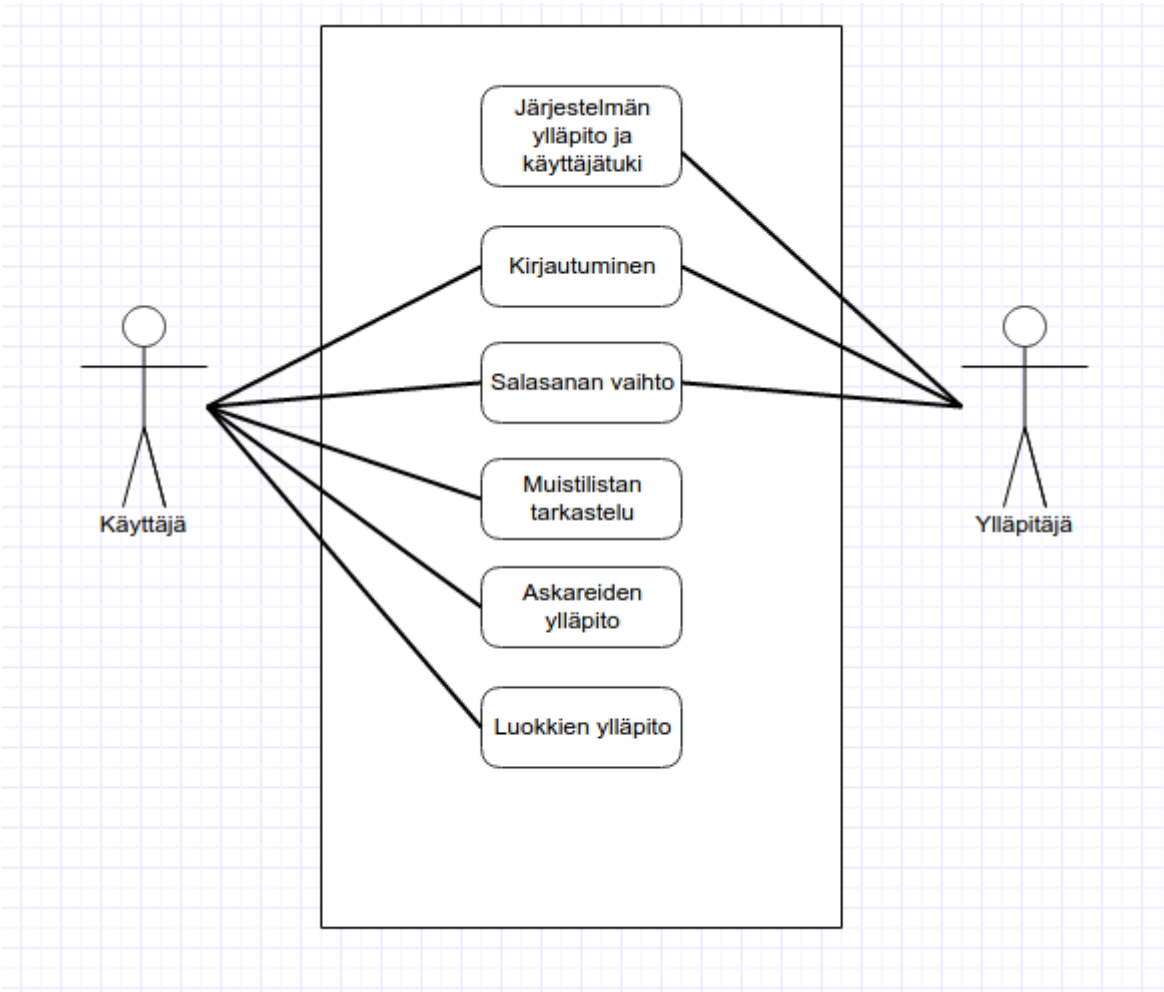 Järjestelmän
ylläpito ja
käyttäjätuki
Kirjautuminen
Salasanan vaihto
Muistilistan
tarkastelu
Askareiden
ylläpito
Luokkien ylläpito
Käyttäjä
Ylläpitäjä